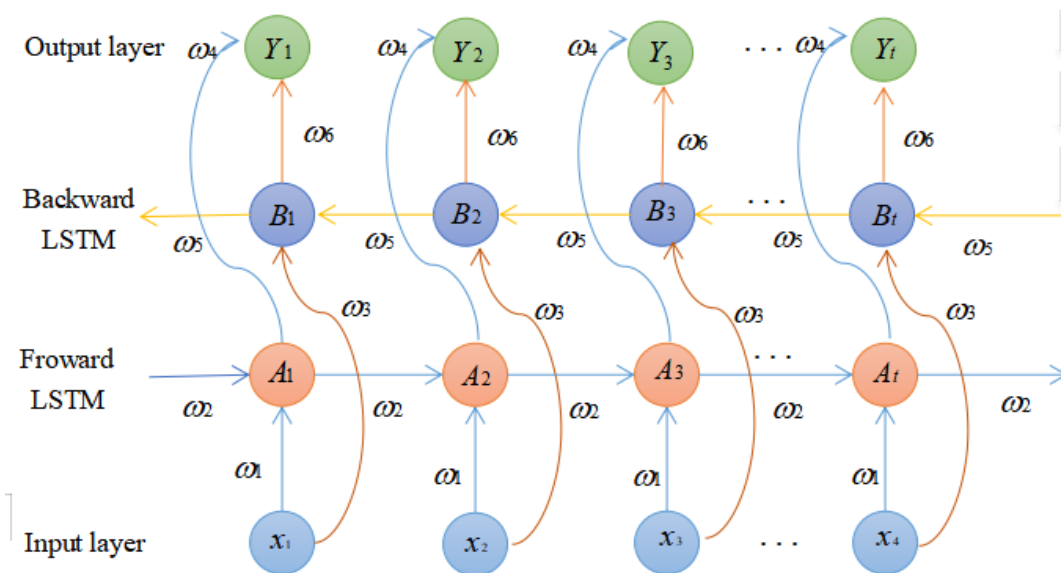 Output layer ω4 Y1 ω4 Y2 ω4 Y3 ... ω4 Yt
ω6 ω6 ω6 ω6
Backward
LSTM
B1 B2 B3 ... Bt
ω5 ω5 ω5 ω5 ω5
ω3 ω3 ω3 ω3
Froward
LSTM
A1 A2 A3 ... At
ω2 ω2 ω2 ω2 ω2
ω1 ω1 ω1 ω1
Input layer x1 x2 x3 ... x4